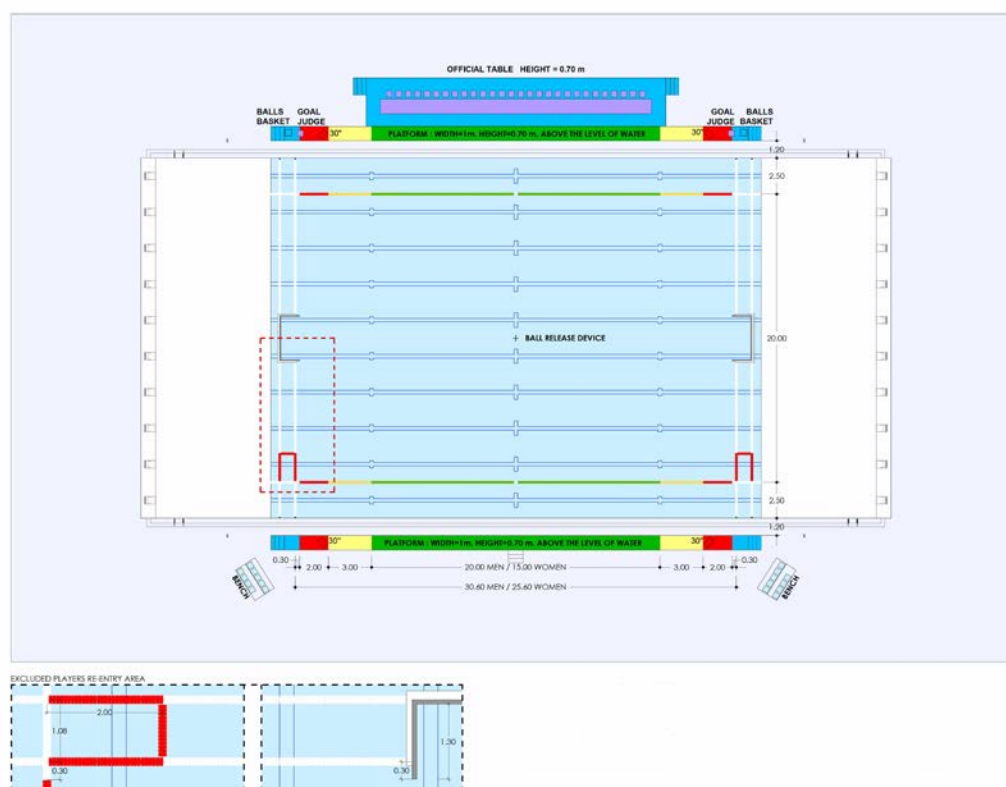 OFFICIAL TABLE HEIGHT = 0.70 m
BALLS
BASKET
GOAL
JUDGE
GOAL
JUDGE
BALLS
BASKET
30"
PLATFORM : WIDTH=1m. HEIGHT=0.70 m. ABOVE THE LEVEL OF WATER
30"
1.20
2.50
BALL RELEASE DEVICE
20.00
2.50
1.20
30"
PLATFORM : WIDTH=1m. HEIGHT=0.70 m. ABOVE THE LEVEL OF WATER
30"
0.30
2.00
3.00
20.00 MEN / 15.00 WOMEN
3.00
2.00
0.30
30.60 MEN / 25.60 WOMEN
BENCH
BENCH
EXCLUDED PLAYERS RE-ENTRY AREA
2.00
1.08
0.30
1.30
0.30